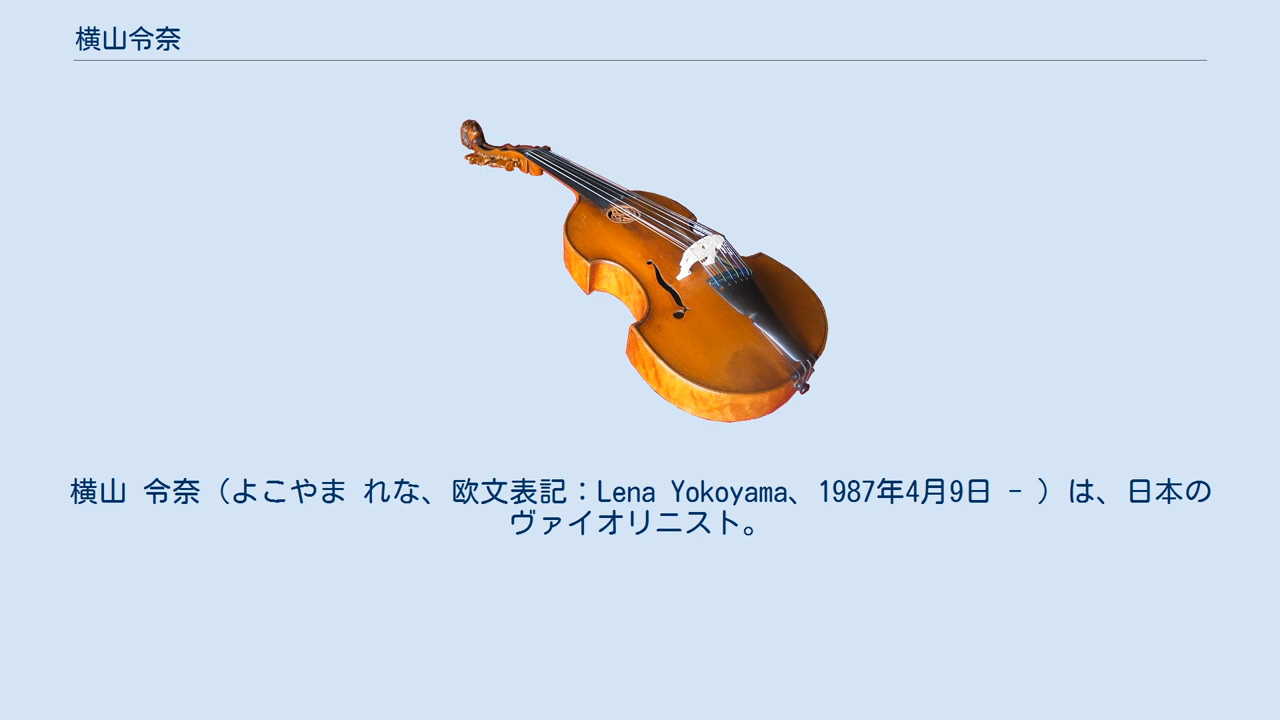 横山令奈
横山 令奈（よこやま れな、欧文表記：Lena Yokoyama、1987年4月9日 - ）は、日本の
ヴァイオリニスト。